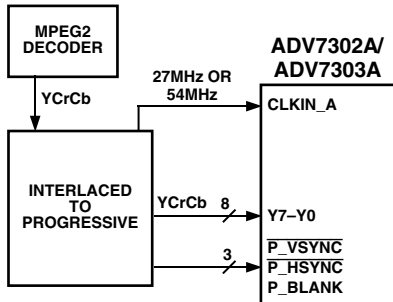 MPEG2
DECODER
YCrCb
INTERLACED
TO
PROGRESSIVE
27MHz OR
54MHz
YCrCb
8
3
ADV7302A/
ADV7303A
CLKIN_A
Y7–Y0
P_VSYNC
P_HSYNC
P_BLANK